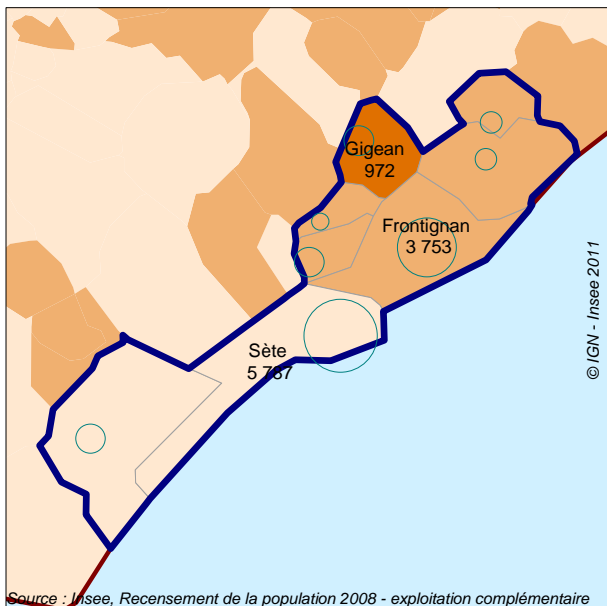 Gigean
972
Frontignan
3 753
Sète
5 787
© IGN - Insee 2011
Source : Insee, Recensement de la population 2008 - exploitation complémentaire